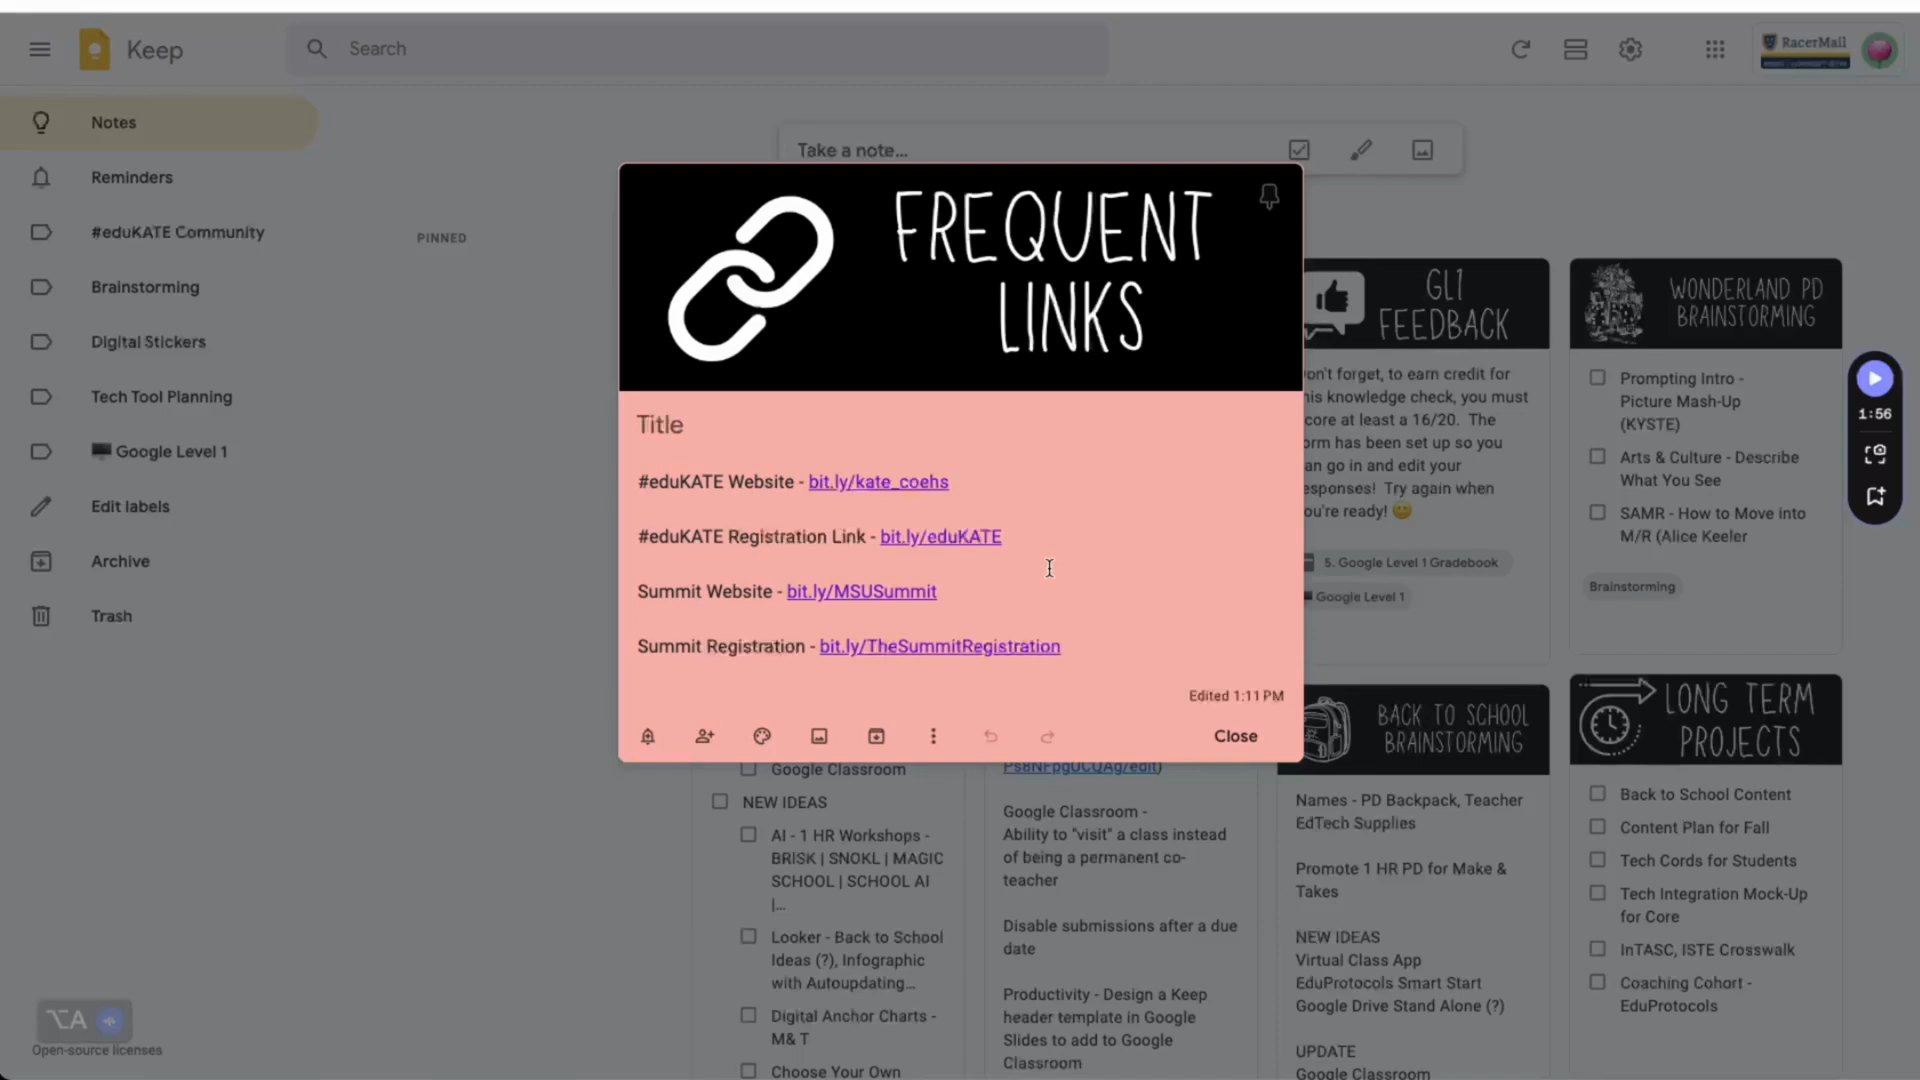 Keep
Search
RacerMail
Notes
Reminders
#eduKATE Community
Brainstorming
Digital Stickers
Tech Tool Planning
Google Level 1
Edit labels
Archive
Trash
Open-source licenses
PINNED
Take a note...
FREQUENT
LINKS
Title
#eduKATE Website - bit.ly/kate_coehs
#eduKATE Registration Link - bit.ly/eduKATE
Summit Website - bit.ly/MSUSummit
Summit Registration - bit.ly/TheSummitRegistration
Edited 1:11 PM
Close
Google Classroom
NEW IDEAS
AI - 1 HR Workshops -
BRISK | SNOKL | MAGIC
SCHOOL | SCHOOL AI
|...
Looker - Back to School
Ideas (?), Infographic
with Autoupdating...
Digital Anchor Charts -
M& T
Choose Your Own
Ps8NFpgUCQAg/edit)
Google Classroom -
Ability to "visit" a class instead
of being a permanent co-
teacher
Disable submissions after a due
date
Productivity - Design a Keep
header template in Google
Slides to add to Google
Classroom
GL1
FEEDBACK
on't forget, to earn credit for
his knowledge check, you must
core at least a 16/20. The
orm has been set up so you
an go in and edit your
esponses! Try again when
ou're ready! 🙂
5. Google Level 1 Gradebook
Google Level 1
BACK TO SCHOOL
BRAINSTORMING
Names - PD Backpack, Teacher
EdTech Supplies
Promote 1 HR PD for Make &
Takes
NEW IDEAS
Virtual Class App
EduProtocols Smart Start
Google Drive Stand Alone (?)
UPDATE
Google Classroom
WONDERLAND PD
BRAINSTORMING
Prompting Intro -
Picture Mash-Up
(KYSTE)
Arts & Culture - Describe
What You See
SAMR - How to Move into
M/R (Alice Keeler
Brainstorming
LONG TERM
PROJECTS
Back to School Content
Content Plan for Fall
Tech Cords for Students
Tech Integration Mock-Up
for Core
InTASC, ISTE Crosswalk
Coaching Cohort -
EduProtocols
1:56
⌥A